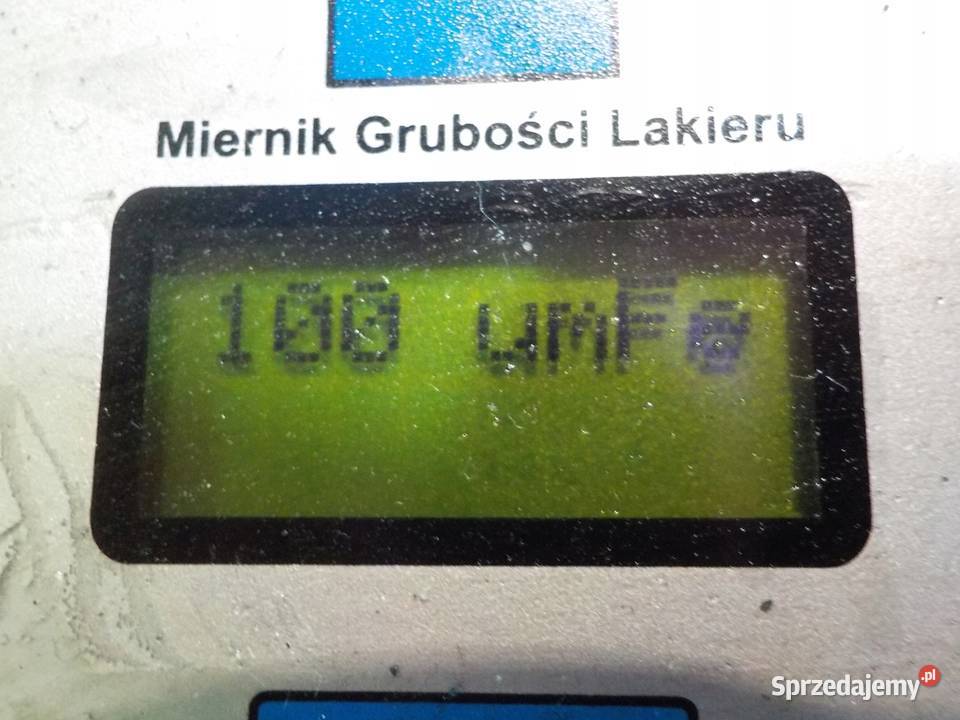 Miernik Grubości Lakieru
100 umFe
Sprzedajemy.pl